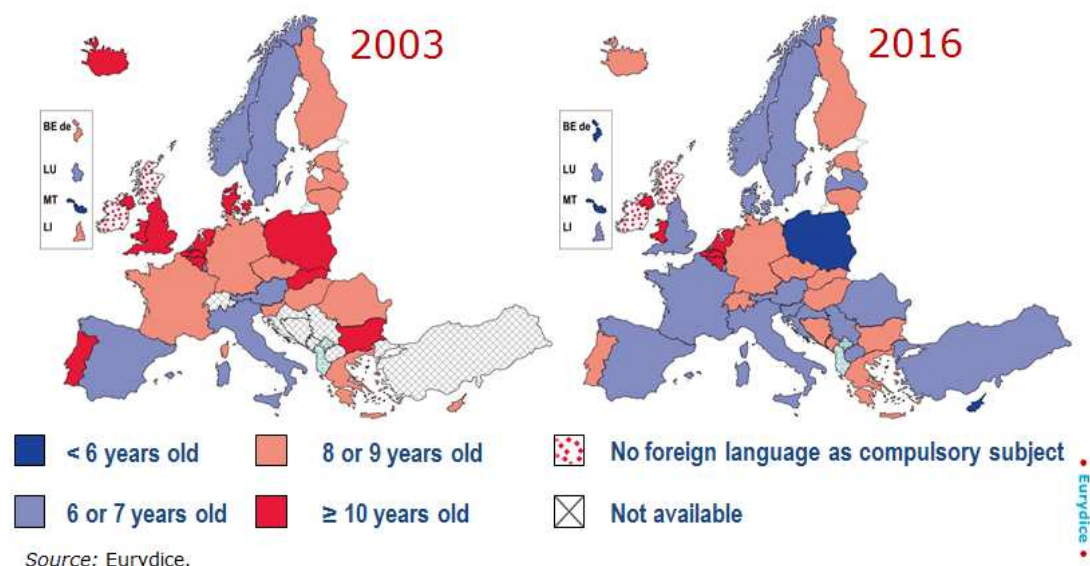 2003
2016
BE de
LU
MT
LI
BE de
LU
MT
LI
< 6 years old
8 or 9 years old
No foreign language as compulsory subject
6 or 7 years old
≥ 10 years old
Not available
Source: Eurydice.
• Eurydice •